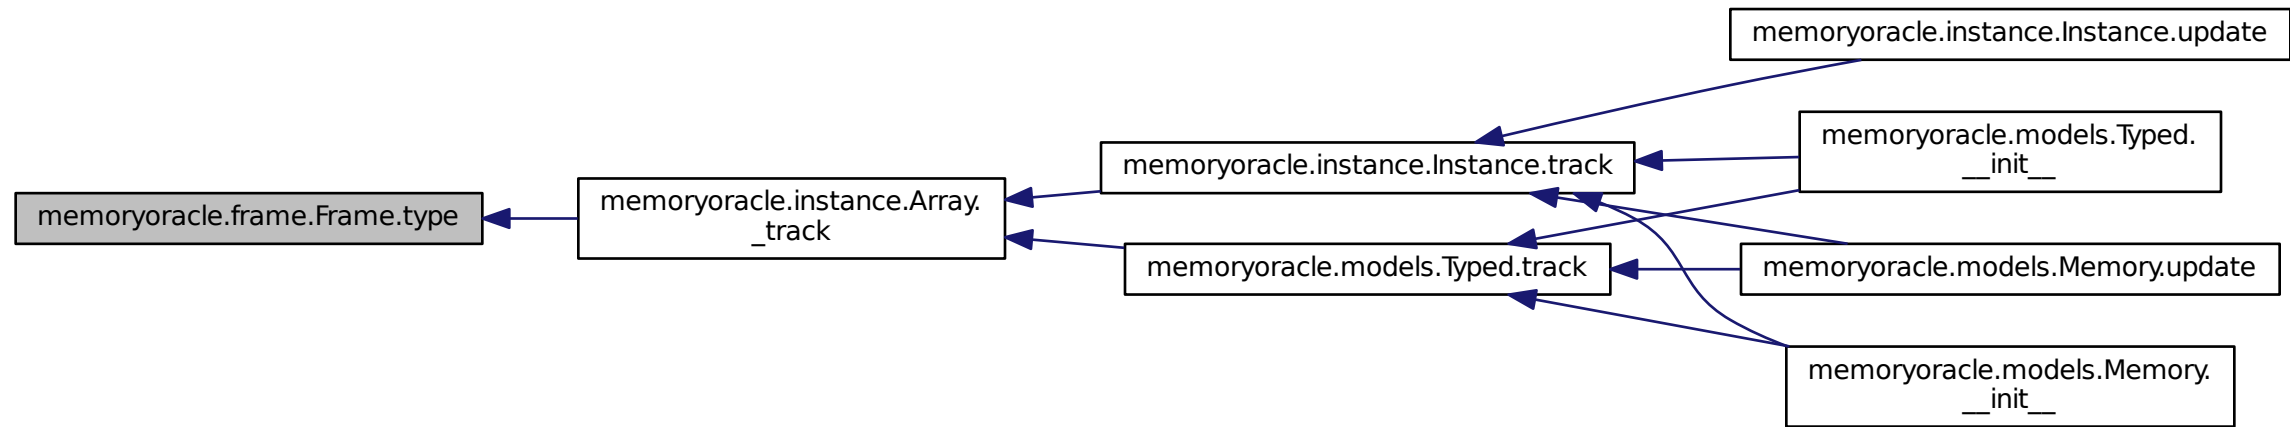 memoryoracle.instance.Instance.update
memoryoracle.models.Typed.
__init__
memoryoracle.instance.Instance.track
memoryoracle.instance.Array.
_track
memoryoracle.frame.Frame.type
memoryoracle.models.Typed.track
memoryoracle.models.Memory.update
memoryoracle.models.Memory.
__init__